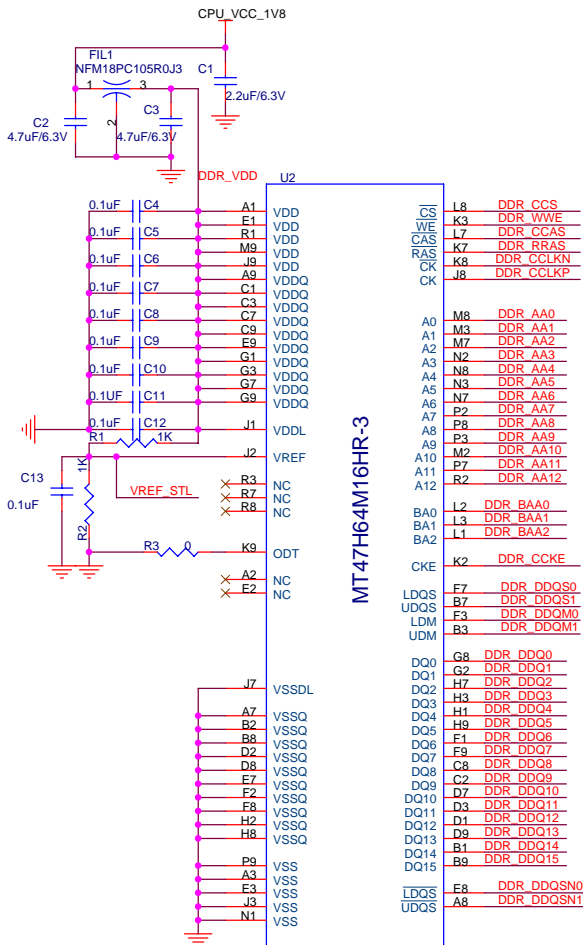 CPU_VCC_1V8
FIL1
NFM18PC105R0J3
1
3
2
C1
2.2uF/6.3V
C2
4.7uF/6.3V
C3
4.7uF/6.3V
DDR_VDD
U2
MT47H64M16HR-3
0.1uF C4
0.1uF C5
0.1uF C6
0.1uF C7
0.1uF C8
0.1uF C9
0.1uF C10
0.1UF C11
0.1uF C12
R1 1K
C13
0.1uF
1K
R2
VREF_STL
R3 0
A1 VDD
E1 VDD
R1 VDD
M9 VDD
J9 VDD
A9 VDDQ
C1 VDDQ
C3 VDDQ
C7 VDDQ
C9 VDDQ
E9 VDDQ
G1 VDDQ
G3 VDDQ
G7 VDDQ
G9 VDDQ
J1 VDDL
J2 VREF
R3 NC
R7 NC
R8 NC
K9 ODT
A2 NC
E2 NC
J7 VSSDL
A7 VSSQ
B2 VSSQ
B8 VSSQ
D2 VSSQ
D8 VSSQ
E7 VSSQ
F2 VSSQ
F8 VSSQ
H2 VSSQ
H8 VSSQ
P9 VSS
A3 VSS
E3 VSS
J3 VSS
N1 VSS
CS L8 DDR_CCS
WE K3 DDR_WWE
CAS L7 DDR_CCAS
RAS K7 DDR_RRAS
CK K8 DDR_CCLKN
CK J8 DDR_CCLKP
A0 M8 DDR_AA0
A1 M3 DDR_AA1
A2 M7 DDR_AA2
A3 N2 DDR_AA3
A4 N8 DDR_AA4
A5 N3 DDR_AA5
A6 N7 DDR_AA6
A7 P2 DDR_AA7
A8 P8 DDR_AA8
A9 P3 DDR_AA9
A10 M2 DDR_AA10
A11 P7 DDR_AA11
A12 R2 DDR_AA12
BA0 L2 DDR_BAA0
BA1 L3 DDR_BAA1
BA2 L1 DDR_BAA2
CKE K2 DDR_CCKE
LDQS F7 DDR_DDQS0
UDQS B7 DDR_DDQS1
LDM F3 DDR_DDQM0
UDM B3 DDR_DDQM1
DQ0 G8 DDR_DDQ0
DQ1 G2 DDR_DDQ1
DQ2 H7 DDR_DDQ2
DQ3 H3 DDR_DDQ3
DQ4 H1 DDR_DDQ4
DQ5 H9 DDR_DDQ5
DQ6 F1 DDR_DDQ6
DQ7 F9 DDR_DDQ7
DQ8 C8 DDR_DDQ8
DQ9 C2 DDR_DDQ9
DQ10 D7 DDR_DDQ10
DQ11 D3 DDR_DDQ11
DQ12 D1 DDR_DDQ12
DQ13 D9 DDR_DDQ13
DQ14 B1 DDR_DDQ14
DQ15 B9 DDR_DDQ15
LDQS E8 DDR_DDQSN0
UDQS A8 DDR_DDQSN1